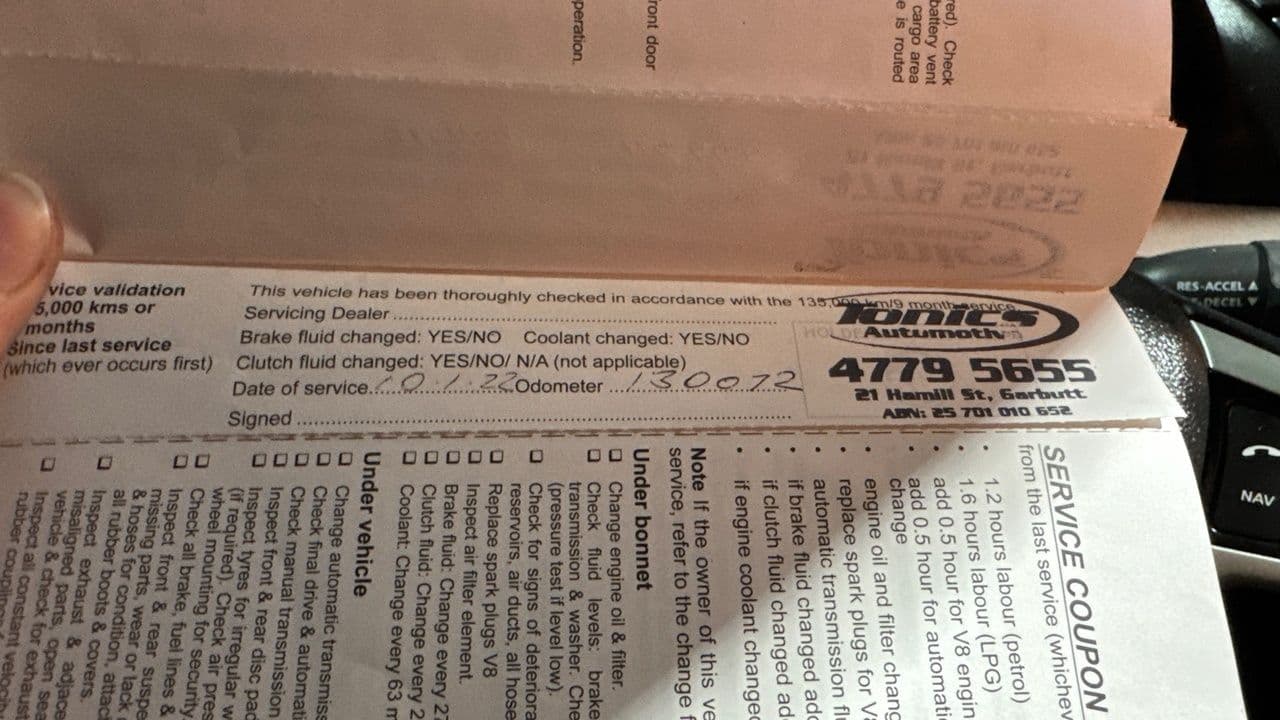 ront door
peration.
red). Check
battery vent
cargo area
e is routed
vice validation
5,000 kms or
months
Since last service
(which ever occurs first)
This vehicle has been thoroughly checked in accordance with the 135,000 km/9 month service
Servicing Dealer
Brake fluid changed: YES/NO Coolant changed: YES/NO
Clutch fluid changed: YES/NO/ N/A (not applicable)
Date of service 10.1.22 Odometer 130072
Signed
Tonics
Automotive
4779 5655
21 Hamill St, Garbutt
ABN: 25 701 010 652
RES-ACCEL ▲
-DECEL ▼
NAV
SERVICE COUPON
from the last service (whichev
• 1.2 hours labour (petrol)
• 1.6 hours labour (LPG)
• add 0.5 hour for V8 engin
• add 0.5 hour for automati
change
• engine oil and filter chang
• replace spark plugs for V
• automatic transmission flu
• if brake fluid changed add
• if clutch fluid changed ad
• if engine coolant changed
Note If the owner of this ve
service, refer to the change f
Under bonnet
☐ Change engine oil & filter.
☐ Check fluid levels: brake
transmission & washer. Che
(pressure test if level low).
☐ Check for signs of deteriora
reservoirs, air ducts, all hose
☐ Replace spark plugs V8
☐ Inspect air filter element.
☐ Brake fluid: Change every 2
☐ Clutch fluid: Change every 2
☐ Coolant: Change every 63 m
Under vehicle
☐ Change automatic transmiss
☐ Check final drive & automati
☐ Check manual transmission
☐ Inspect front & rear disc pad
☐ Inspect tyres for irregular w
(if required). Check air pres
wheel mounting for security.
☐ Check all brake, fuel lines &
☐ Inspect front & rear suspe
missing parts, wear or lack
& hoses for condition, attach
all rubber boots & covers.
☐ Inspect exhaust & adjace
misaligned parts, open sea
vehicle & check for exhaust
☐ Inspect all constant velocit
rubber couplings